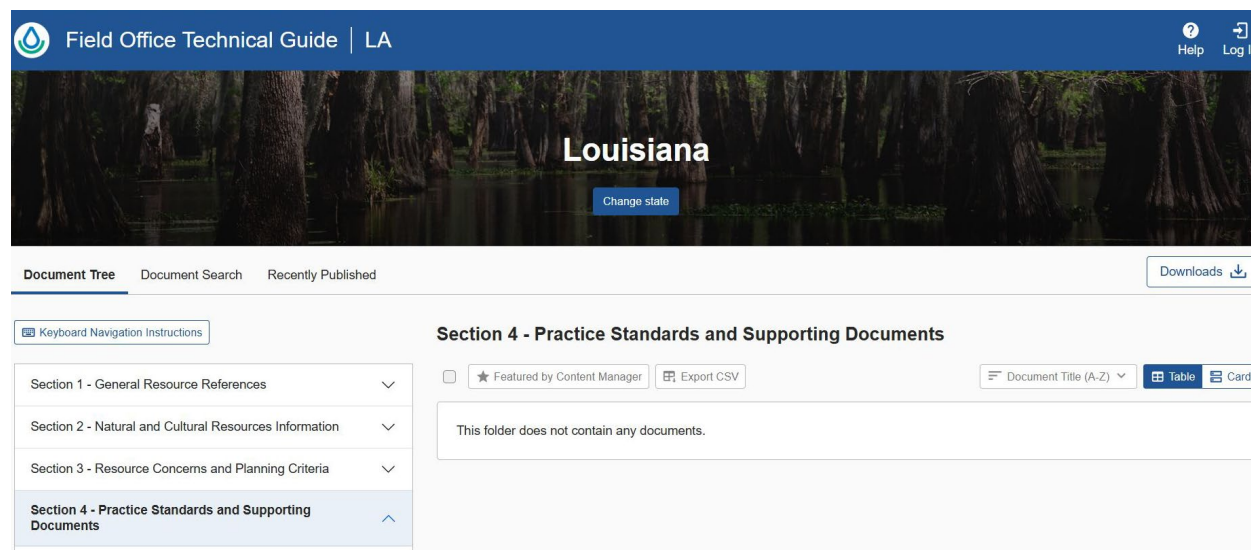 Field Office Technical Guide | LA
Help
Log I
Louisiana
Change state
Document Tree
Document Search
Recently Published
Downloads
Keyboard Navigation Instructions
Section 1 - General Resource References
Section 2 - Natural and Cultural Resources Information
Section 3 - Resource Concerns and Planning Criteria
Section 4 - Practice Standards and Supporting
Documents
Section 4 - Practice Standards and Supporting Documents
Featured by Content Manager
Export CSV
Document Title (A-Z)
Table
Card
This folder does not contain any documents.